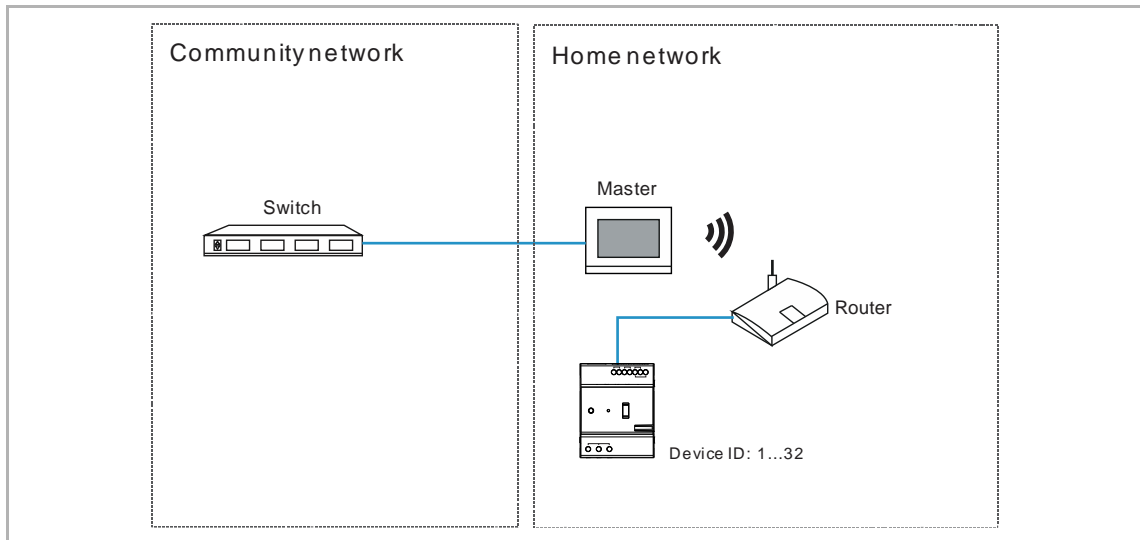 Community network
Home network
Master
Switch
Router
Device ID: 1...32